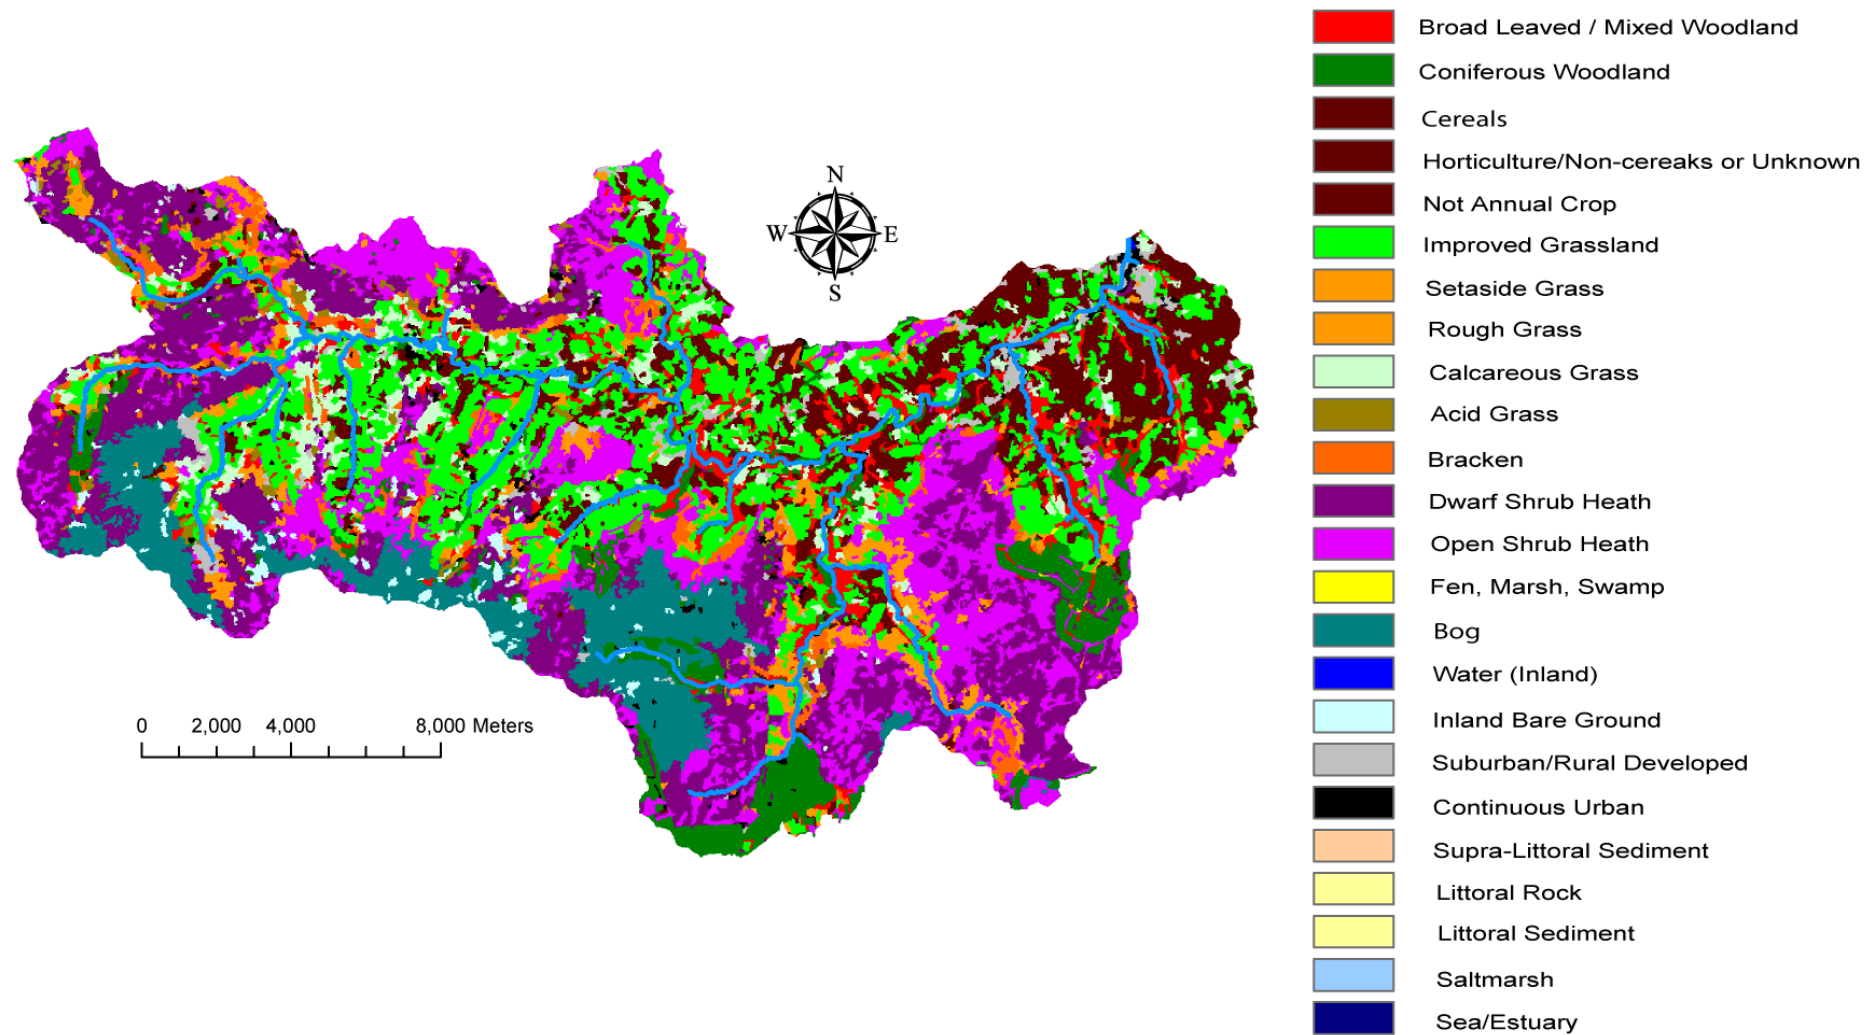 Broad Leaved / Mixed Woodland
Coniferous Woodland
Cereals
Horticulture/Non-cereaks or Unknown
Not Annual Crop
Improved Grassland
Setaside Grass
Rough Grass
Calcareous Grass
Acid Grass
Bracken
Dwarf Shrub Heath
Open Shrub Heath
Fen, Marsh, Swamp
Bog
Water (Inland)
Inland Bare Ground
Suburban/Rural Developed
Continuous Urban
Supra-Littoral Sediment
Littoral Rock
Littoral Sediment
Saltmarsh
Sea/Estuary
N
W E
S
0 2,000 4,000 8,000 Meters